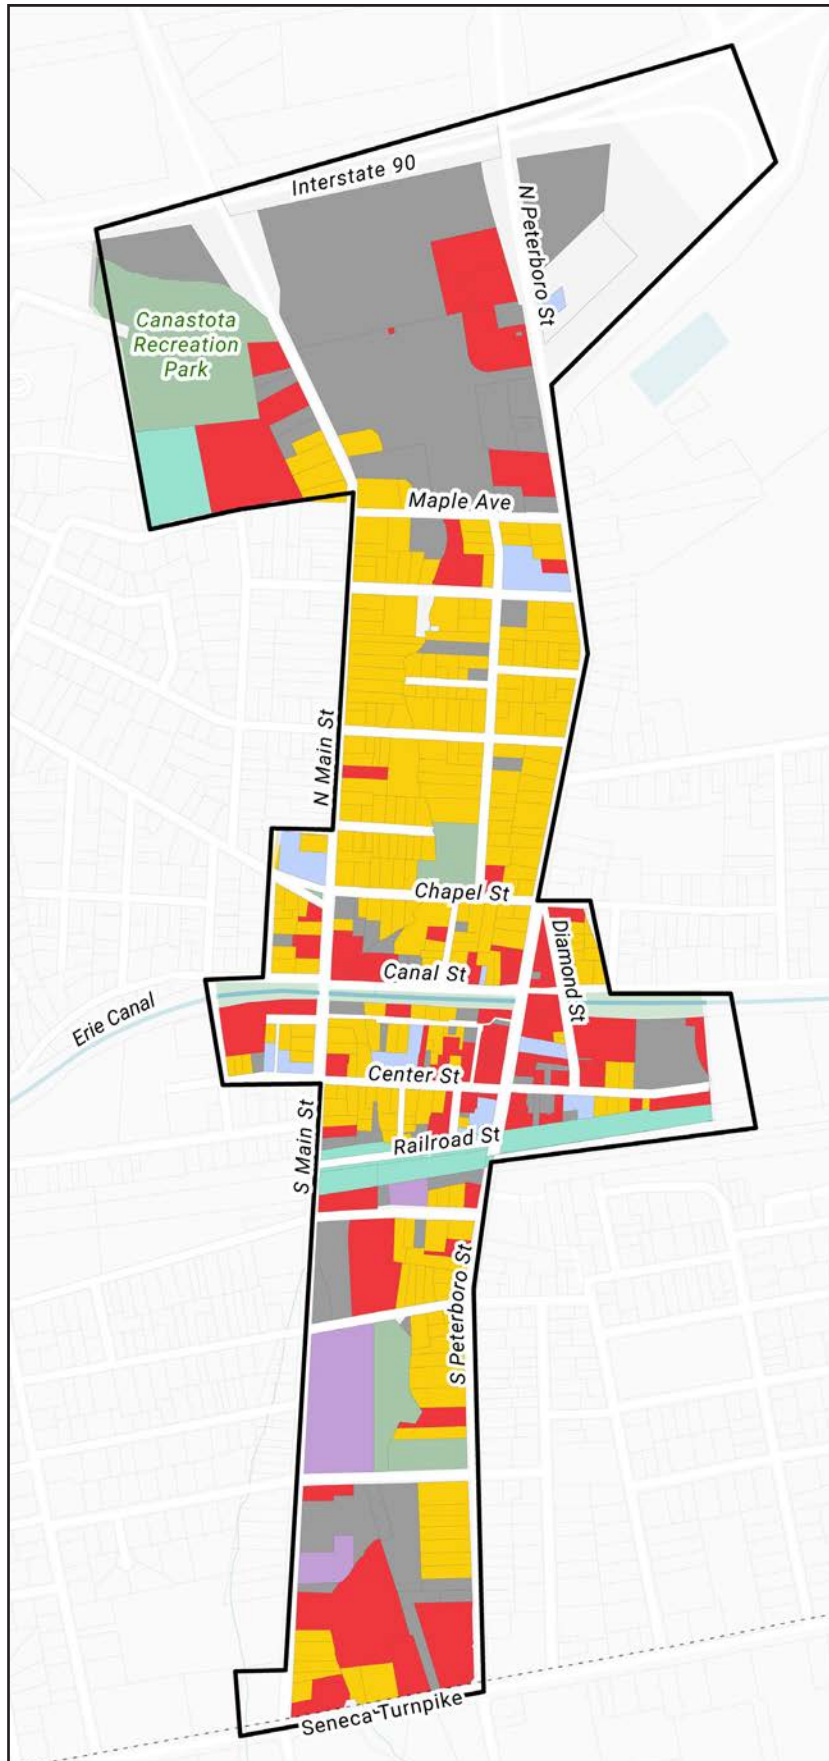 Interstate 90
N Peterboro St
Canastota
Recreation
Park
Maple Ave
N Main St
Chapel St
Diamond St
Canal St
Erie Canal
Center St
S Main St
Railroad St
S Peterboro St
Seneca Turnpike